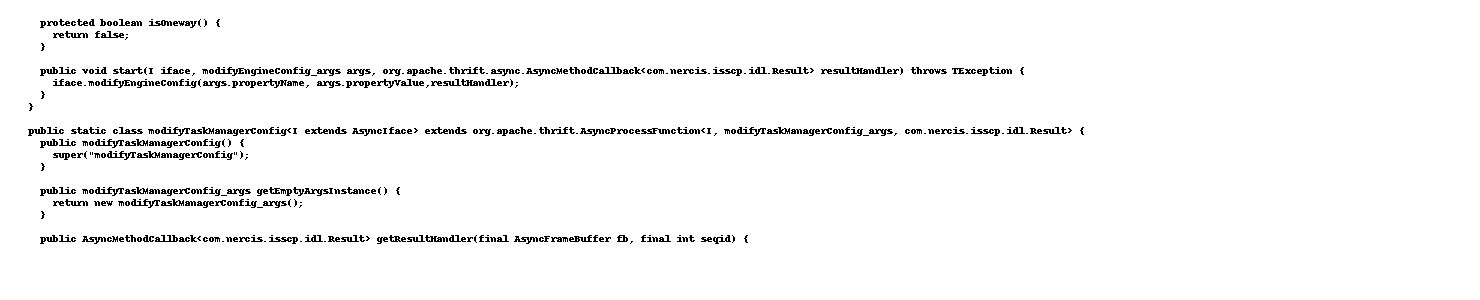 protected boolean isOneway() {
return false;
}
public void start(I iface, modifyEngineConfig_args args, org.apache.thrift.async.AsyncMethodCallback<com.nercis.isscp.idl.Result> resultHandler) throws TException {
iface.modifyEngineConfig(args.propertyName, args.propertyValue,resultHandler);
}
}
public static class modifyTaskManagerConfig<I extends AsyncIface> extends org.apache.thrift.AsyncProcessFunction<I, modifyTaskManagerConfig_args, com.nercis.isscp.idl.Result> {
public modifyTaskManagerConfig() {
super("modifyTaskManagerConfig");
}
public modifyTaskManagerConfig_args getEmptyArgsInstance() {
return new modifyTaskManagerConfig_args();
}
public AsyncMethodCallback<com.nercis.isscp.idl.Result> getResultHandler(final AsyncFrameBuffer fb, final int seqid) {